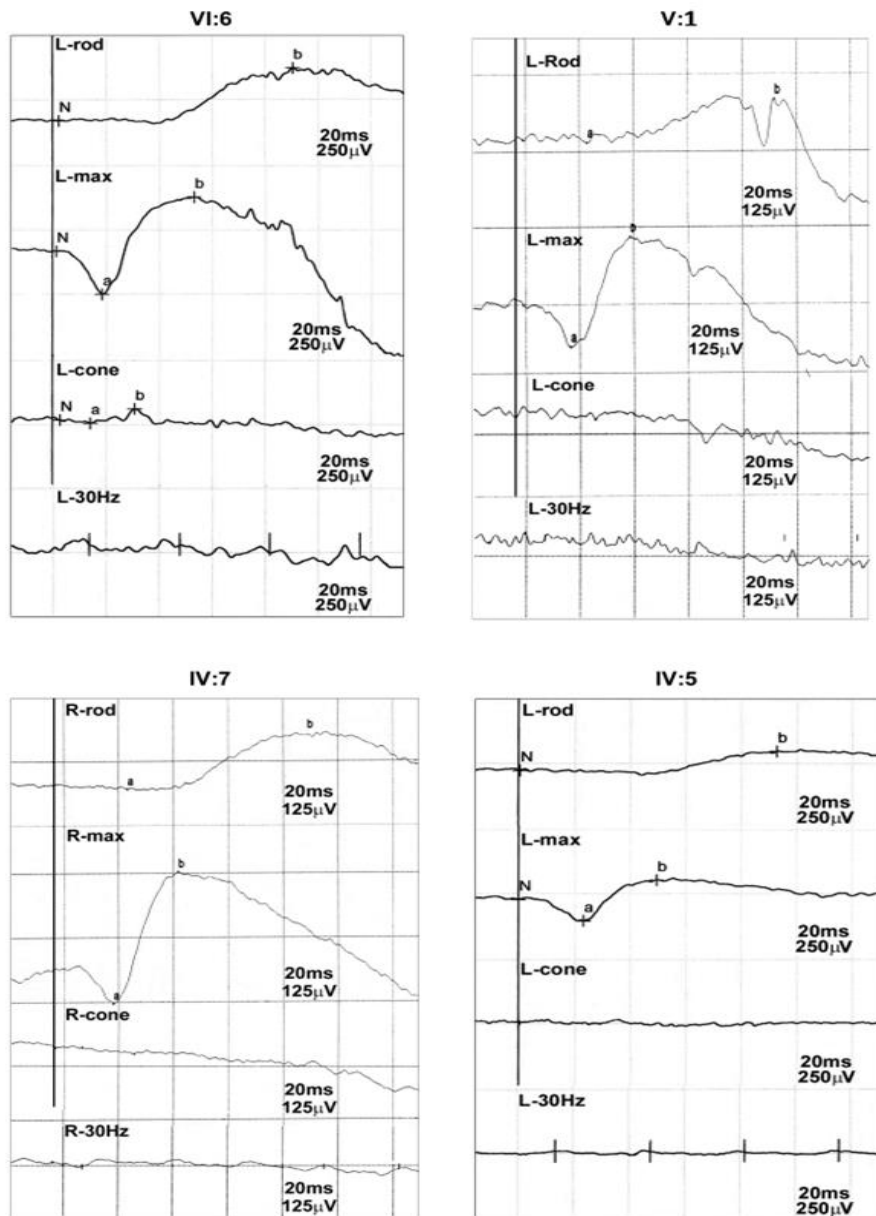 VI:6
L-rod
b
N
20ms
250µV
L-max
b
N
a
20ms
250µV
L-cone
N
a
b
20ms
250µV
L-30Hz
20ms
250µV
V:1
L-Rod
a
b
20ms
125µV
L-max
b
a
20ms
125µV
L-cone
20ms
125µV
L-30Hz
20ms
125µV
IV:7
R-rod
a
b
20ms
125µV
R-max
b
a
20ms
125µV
R-cone
20ms
125µV
R-30Hz
20ms
125µV
IV:5
L-rod
N
b
20ms
250µV
L-max
N
a
b
20ms
250µV
L-cone
20ms
250µV
L-30Hz
20ms
250µV